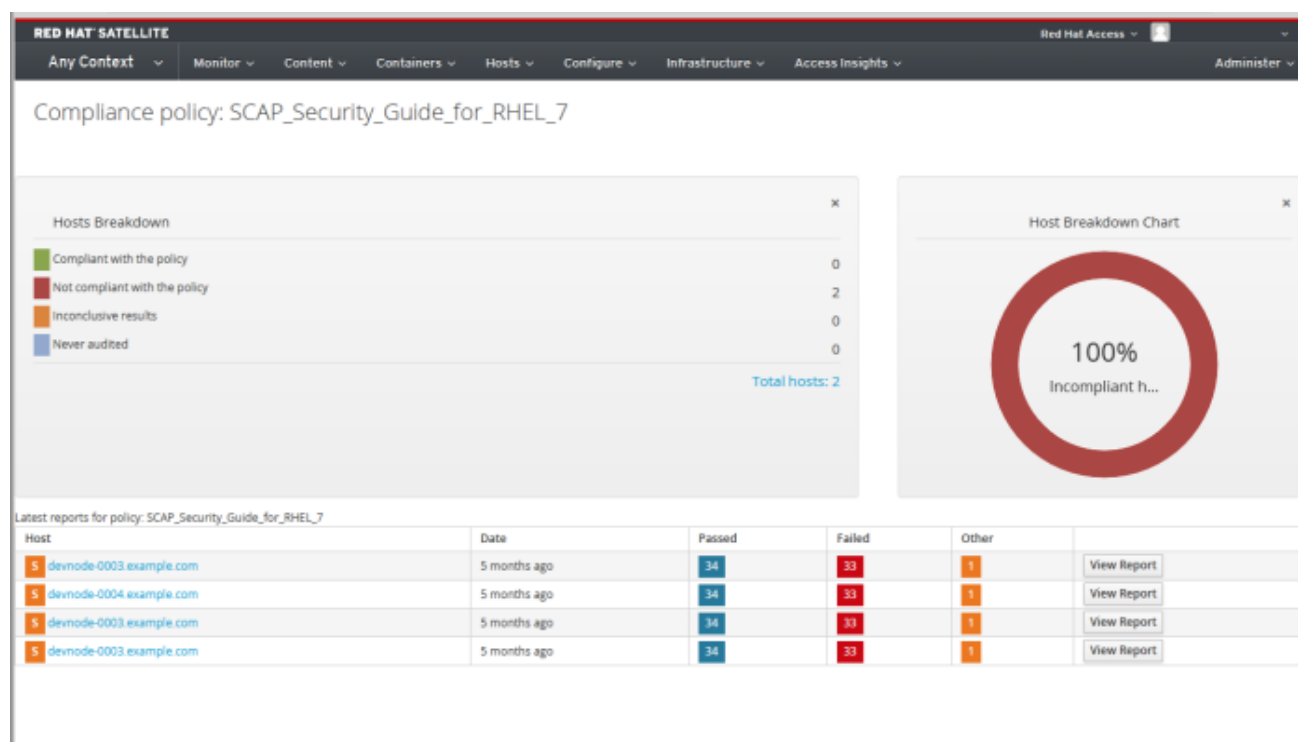 RED HAT SATELLITE
Red Hat Access
Any Context Monitor Content Containers Hosts Configure Infrastructure Access Insights Administer
Compliance policy: SCAP_Security_Guide_for_RHEL_7
Hosts Breakdown
Compliant with the policy 0
Not compliant with the policy 2
Inconclusive results 0
Never audited 0
Total hosts: 2
Host Breakdown Chart
100%
Incompliant h...
Latest reports for policy: SCAP_Security_Guide_for_RHEL_7
Host Date Passed Failed Other
S devnode-0003.example.com 5 months ago 34 33 1 View Report
S devnode-0004.example.com 5 months ago 34 33 1 View Report
S devnode-0003.example.com 5 months ago 34 33 1 View Report
S devnode-0003.example.com 5 months ago 34 33 1 View Report